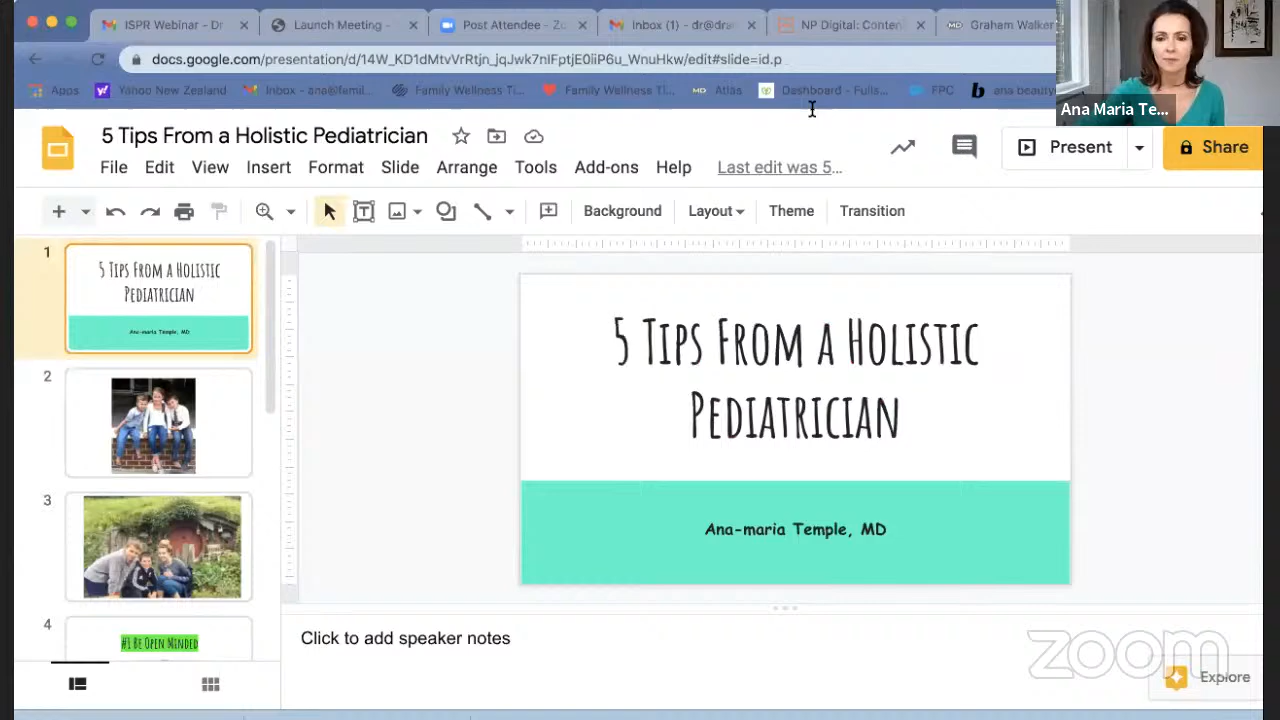 ISPR Webinar - Dr
Launch Meeting -
Post Attendee - Zo
Inbox (1) - dr@dra
NP Digital: Conten
MD Graham Walker
docs.google.com/presentation/d/
/edit#slide=id.p
Apps
Yahoo New Zealand
Inbox - ana@famil...
Family Wellness Ti...
Family Wellness Ti...
MD Atlas
Dashboard - Fulls...
FPC
b ana beauty
Ana Maria Te...
5 Tips From a Holistic Pediatrician
Present
Share
File Edit View Insert Format Slide Arrange Tools Add-ons Help Last edit was 5...
Background Layout Theme Transition
1
5 Tips From a Holistic
Pediatrician
Ana-maria Temple, MD
2
3
4
#1 Be Open Minded
5 Tips From a Holistic
Pediatrician
Ana-maria Temple, MD
Click to add speaker notes
zoom
Explore